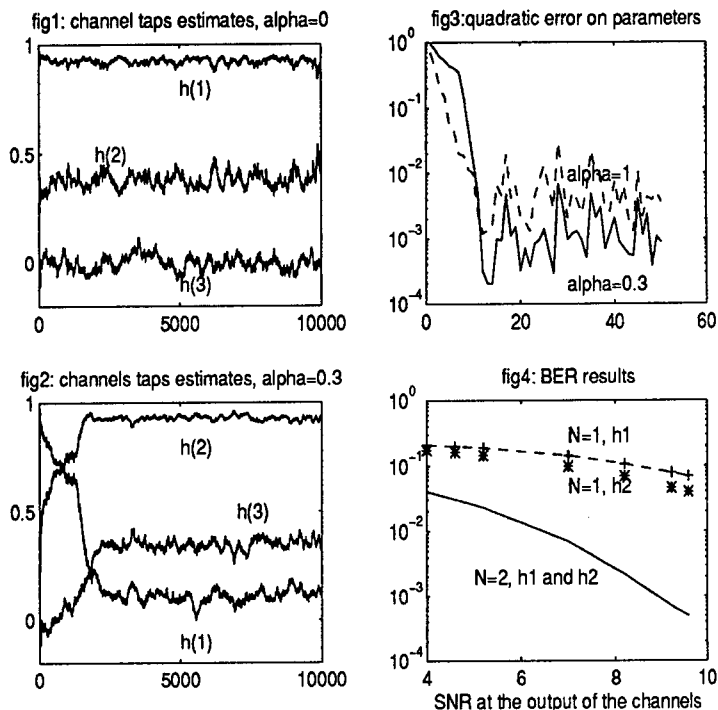 fig1: channel taps estimates, alpha=0
1
0.5
0
h(1)
h(2)
h(3)
0
5000
10000
fig3:quadratic error on parameters
10^0
10^-1
10^-2
10^-3
10^-4
alpha=1
alpha=0.3
0
20
40
60
fig2: channels taps estimates, alpha=0.3
1
0.5
0
h(2)
h(3)
h(1)
0
5000
10000
fig4: BER results
10^0
10^-1
10^-2
10^-3
10^-4
N=1, h1
N=1, h2
N=2, h1 and h2
4
6
8
10
SNR at the output of the channels